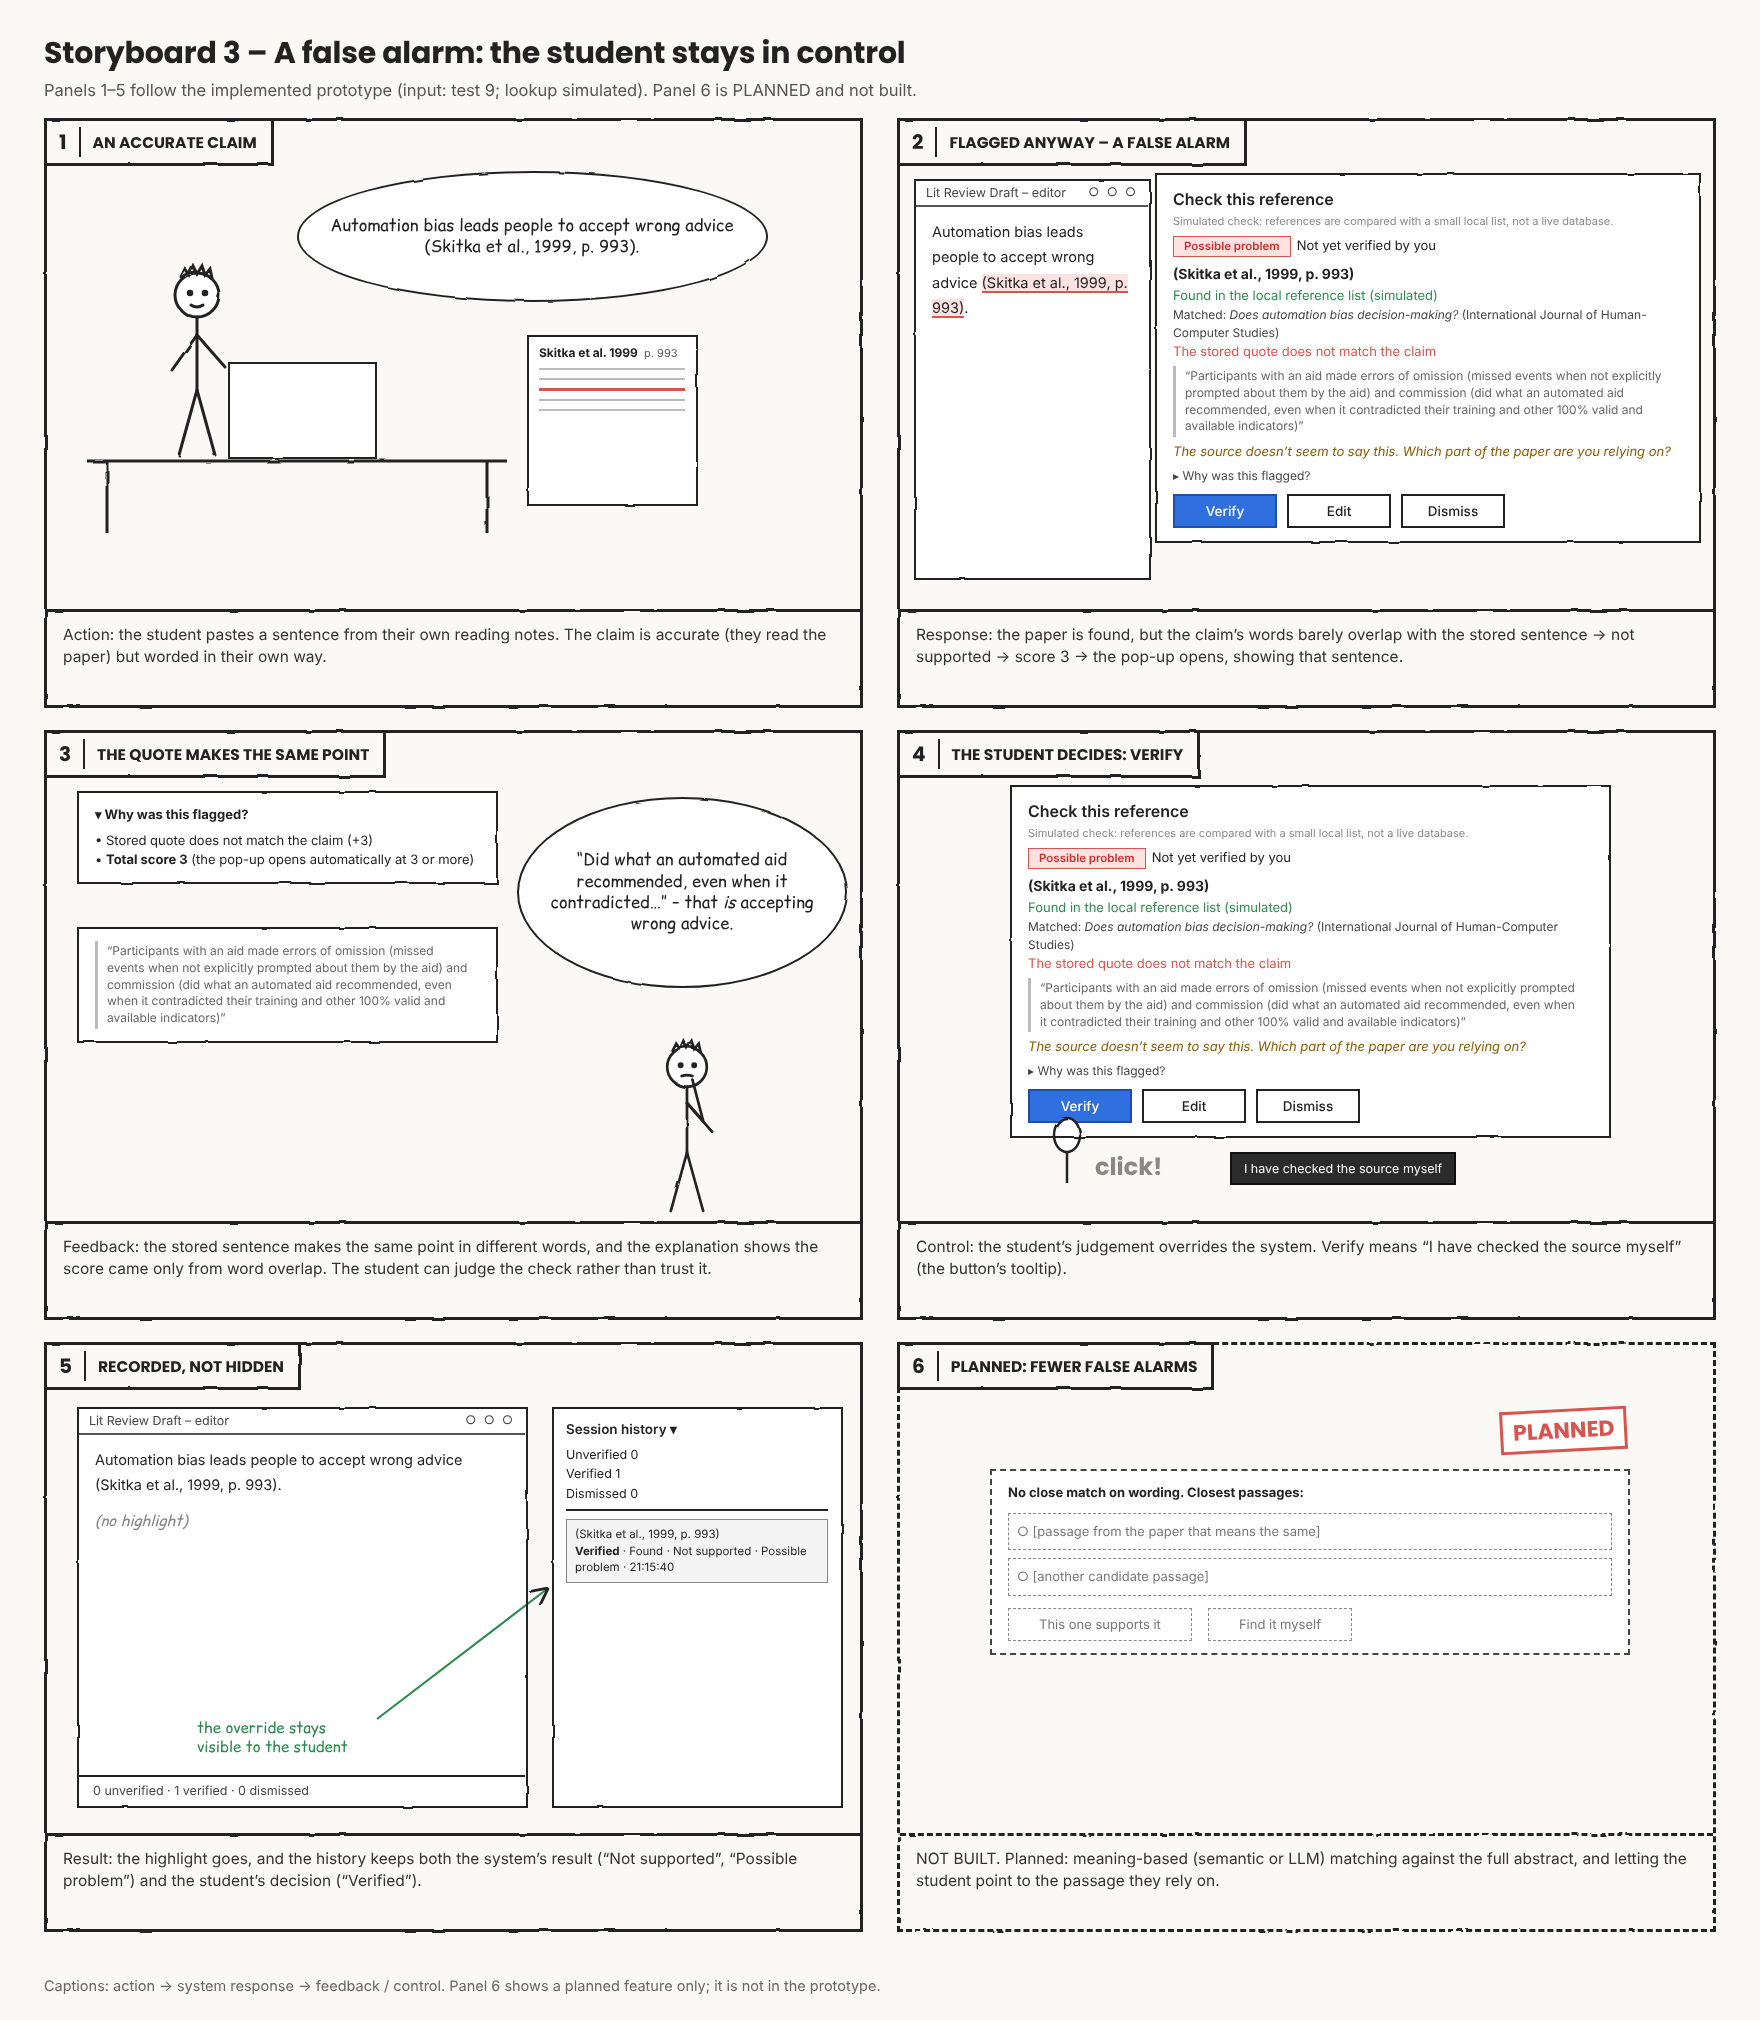 Storyboard 3 – A false alarm: the student stays in control
Panels 1–5 follow the implemented prototype (input: test 9; lookup simulated). Panel 6 is PLANNED and not built.
1 AN ACCURATE CLAIM
Automation bias leads people to accept wrong advice
(Skitka et al., 1999, p. 993).
Skitka et al. 1999 p. 993
Action: the student pastes a sentence from their own reading notes. The claim is accurate (they read the
paper) but worded in their own way.
2 FLAGGED ANYWAY – A FALSE ALARM
Lit Review Draft – editor
Automation bias leads
people to accept wrong
advice (Skitka et al., 1999, p.
993).
Check this reference
Simulated check: references are compared with a small local list, not a live database.
Possible problem Not yet verified by you
(Skitka et al., 1999, p. 993)
Found in the local reference list (simulated)
Matched: Does automation bias decision-making? (International Journal of Human-
Computer Studies)
The stored quote does not match the claim
“Participants with an aid made errors of omission (missed events when not explicitly
prompted about them by the aid) and commission (did what an automated aid
recommended, even when it contradicted their training and other 100% valid and
available indicators)”
The source doesn’t seem to say this. Which part of the paper are you relying on?
▸ Why was this flagged?
Verify Edit Dismiss
Response: the paper is found, but the claim’s words barely overlap with the stored sentence → not
supported → score 3 → the pop-up opens, showing that sentence.
3 THE QUOTE MAKES THE SAME POINT
▾ Why was this flagged?
• Stored quote does not match the claim (+3)
• Total score 3 (the pop-up opens automatically at 3 or more)
“Participants with an aid made errors of omission (missed
events when not explicitly prompted about them by the aid) and
commission (did what an automated aid recommended, even
when it contradicted their training and other 100% valid and
available indicators)”
“Did what an automated aid
recommended, even when it
contradicted…” – that is accepting
wrong advice.
Feedback: the stored sentence makes the same point in different words, and the explanation shows the
score came only from word overlap. The student can judge the check rather than trust it.
4 THE STUDENT DECIDES: VERIFY
Check this reference
Simulated check: references are compared with a small local list, not a live database.
Possible problem Not yet verified by you
(Skitka et al., 1999, p. 993)
Found in the local reference list (simulated)
Matched: Does automation bias decision-making? (International Journal of Human-Computer
Studies)
The stored quote does not match the claim
“Participants with an aid made errors of omission (missed events when not explicitly prompted
about them by the aid) and commission (did what an automated aid recommended, even when
it contradicted their training and other 100% valid and available indicators)”
The source doesn’t seem to say this. Which part of the paper are you relying on?
▸ Why was this flagged?
Verify Edit Dismiss
click!
I have checked the source myself
Control: the student’s judgement overrides the system. Verify means “I have checked the source myself”
(the button’s tooltip).
5 RECORDED, NOT HIDDEN
Lit Review Draft – editor
Automation bias leads people to accept wrong advice
(Skitka et al., 1999, p. 993).
(no highlight)
the override stays
visible to the student
0 unverified · 1 verified · 0 dismissed
Session history ▾
Unverified 0
Verified 1
Dismissed 0
(Skitka et al., 1999, p. 993)
Verified · Found · Not supported · Possible
problem · 21:15:40
Result: the highlight goes, and the history keeps both the system’s result (“Not supported”, “Possible
problem”) and the student’s decision (“Verified”).
6 PLANNED: FEWER FALSE ALARMS
PLANNED
No close match on wording. Closest passages:
[passage from the paper that means the same]
[another candidate passage]
This one supports it Find it myself
NOT BUILT. Planned: meaning-based (semantic or LLM) matching against the full abstract, and letting the
student point to the passage they rely on.
Captions: action → system response → feedback / control. Panel 6 shows a planned feature only; it is not in the prototype.